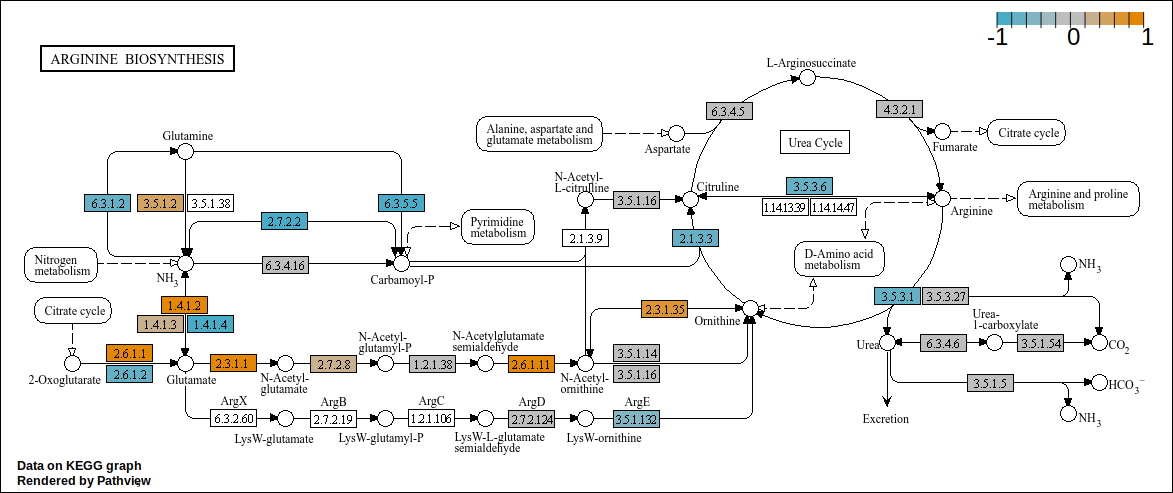 -1 0 1
ARGININE BIOSYNTHESIS
L-Arginosuccinate
6.3.4.5
4.3.2.1
Alanine, aspartate and
glutamate metabolism
Aspartate
Urea Cycle
Fumarate
Citrate cycle
Glutamine
N-Acetyl-
L-citrulline
3.5.1.16
Citruline
3.5.3.6
1.14.13.39
1.14.14.47
Arginine
Arginine and proline
metabolism
6.3.1.2
3.5.1.2
3.5.1.38
6.3.5.5
2.7.2.2
Pyrimidine
metabolism
2.1.3.9
2.1.3.3
D-Amino acid
metabolism
Nitrogen
metabolism
NH3
6.3.4.16
Carbamoyl-P
NH3
Citrate cycle
1.4.1.2
1.4.1.3
1.4.1.4
2.3.1.35
Ornithine
3.5.3.1
3.5.3.27
Urea-
1-carboxylate
Urea
6.3.4.6
3.5.1.54
CO2
2.6.1.1
2.6.1.2
2-Oxoglutarate
Glutamate
2.3.1.1
N-Acetyl-
glutamate
2.7.2.8
N-Acetyl-
glutamyl-P
1.2.1.38
N-Acetylglutamate
semialdehyde
2.6.1.11
N-Acetyl-
ornithine
3.5.1.14
3.5.1.16
3.5.1.5
HCO3−
NH3
Excretion
ArgX
6.3.2.60
LysW-glutamate
ArgB
2.7.2.19
LysW-glutamyl-P
ArgC
1.2.1.106
LysW-L-glutamate
semialdehyde
ArgD
2.7.2.124
LysW-ornithine
ArgE
3.5.1.132
Data on KEGG graph
Rendered by Pathview